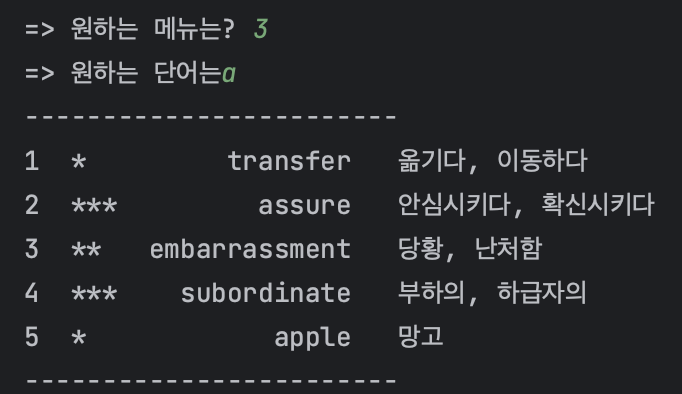 => 원하는 메뉴는? 3
=> 원하는 단어는a
------------------------
1 * transfer 옮기다, 이동하다
2 *** assure 안심시키다, 확신시키다
3 ** embarrassment 당황, 난처함
4 *** subordinate 부하의, 하급자의
5 * apple 망고
------------------------